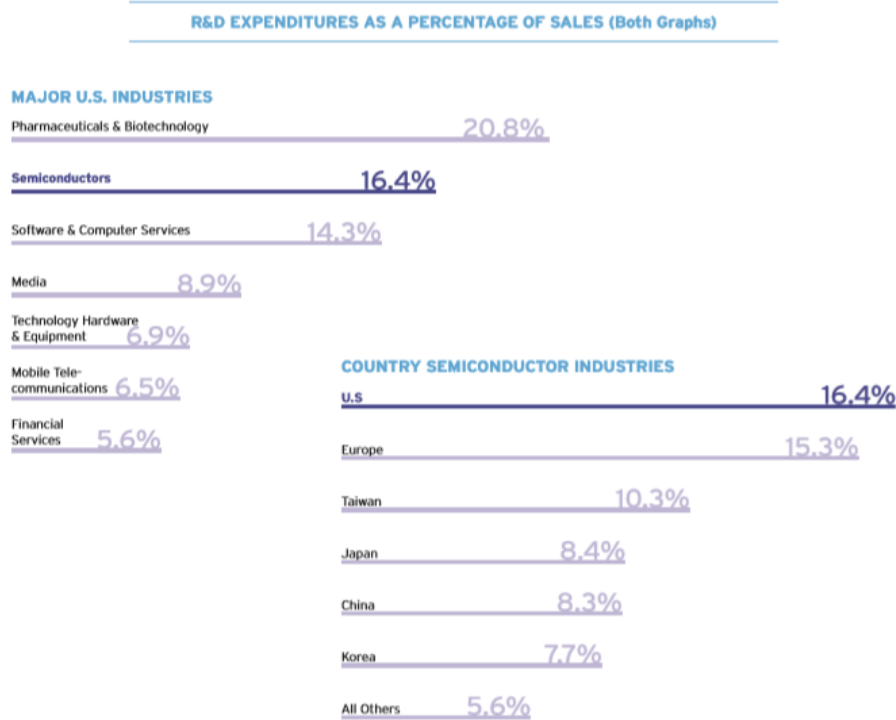 R&D EXPENDITURES AS A PERCENTAGE OF SALES (Both Graphs)
MAJOR U.S. INDUSTRIES
Pharmaceuticals & Biotechnology 20.8%
Semiconductors 16.4%
Software & Computer Services 14.3%
Media 8.9%
Technology Hardware
& Equipment 6.9%
Mobile Tele-
communications 6.5%
Financial
Services 5.6%
COUNTRY SEMICONDUCTOR INDUSTRIES
U.S 16.4%
Europe 15.3%
Taiwan 10.3%
Japan 8.4%
China 8.3%
Korea 7.7%
All Others 5.6%